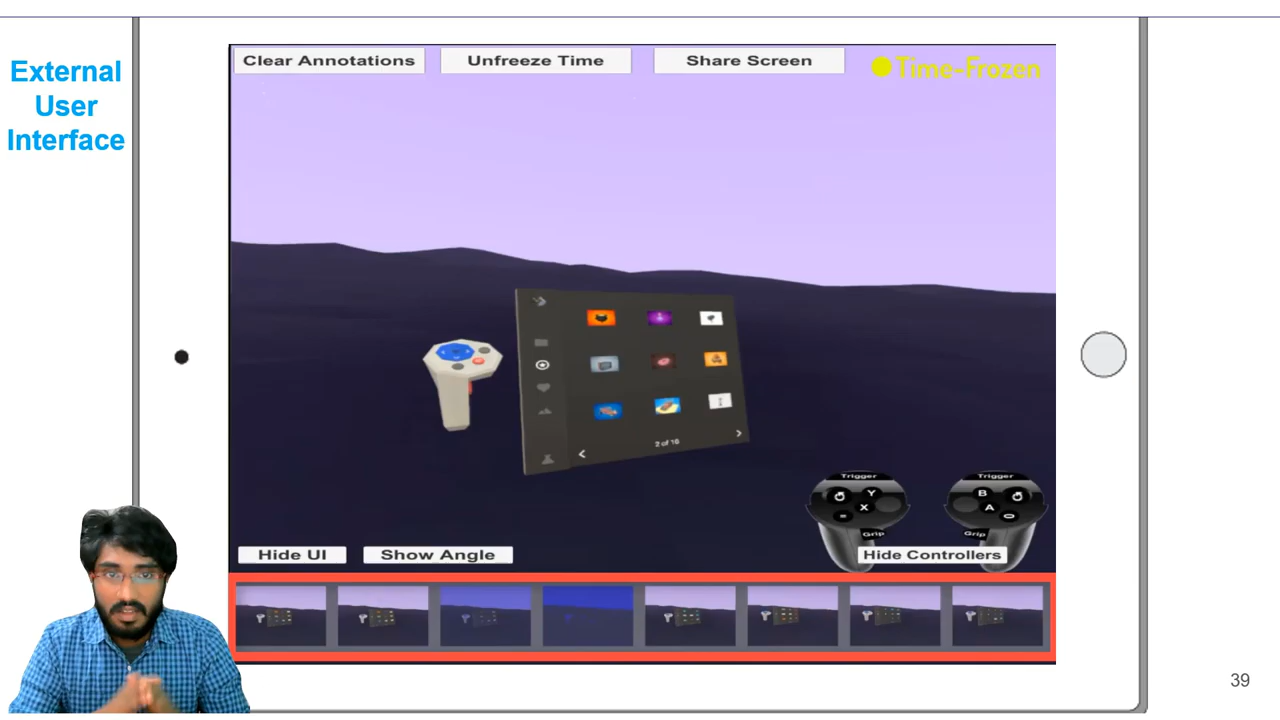 External
User
Interface
Clear Annotations
Unfreeze Time
Share Screen
Time-Frozen
2 of 16
Trigger
Y
X
Grip
Trigger
B
A
Grip
Hide UI
Show Angle
Hide Controllers
39